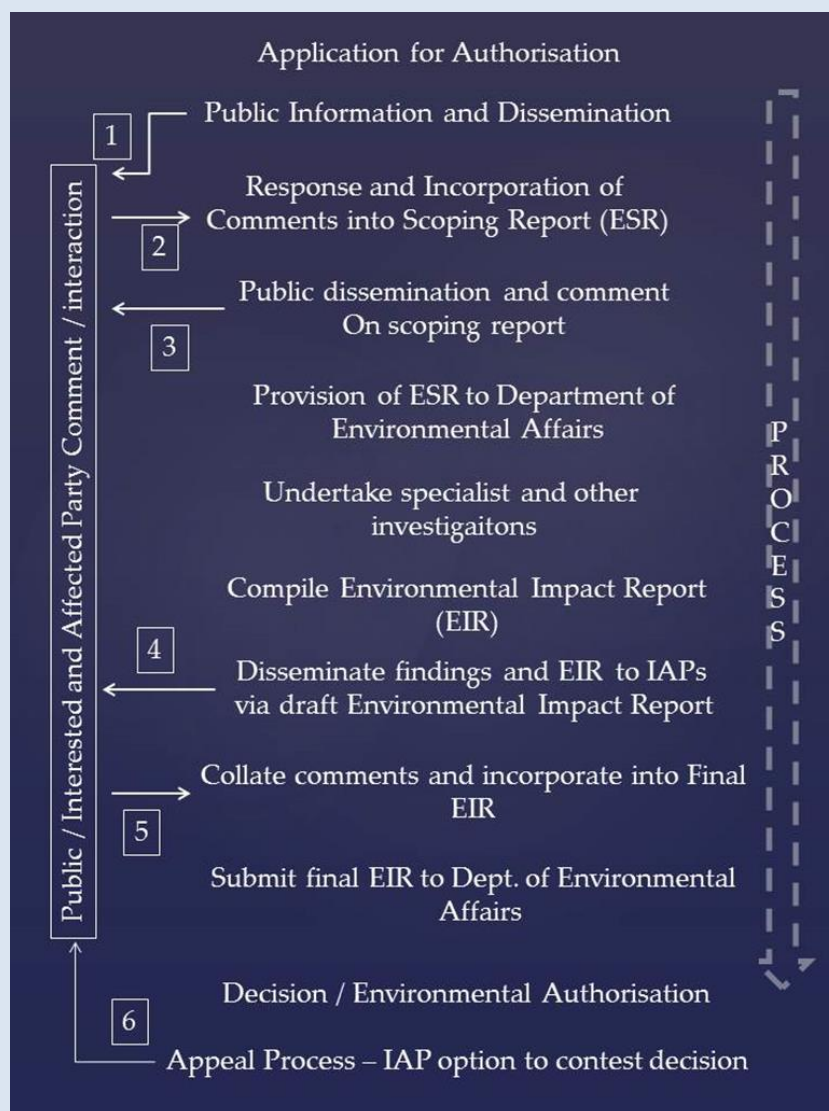 Application for Authorisation
1
Public Information and Dissemination
Response and Incorporation of
Comments into Scoping Report (ESR)
2
Public dissemination and comment
On scoping report
3
Provision of ESR to Department of
Environmental Affairs
Undertake specialist and other
investigaitons
Compile Environmental Impact Report
(EIR)
4
Disseminate findings and EIR to IAPs
via draft Environmental Impact Report
Collate comments and incorporate into Final
EIR
5
Submit final EIR to Dept. of Environmental
Affairs
Decision / Environmental Authorisation
6
Appeal Process – IAP option to contest decision
Public / Interested and Affected Party Comment / interaction
PROCESS